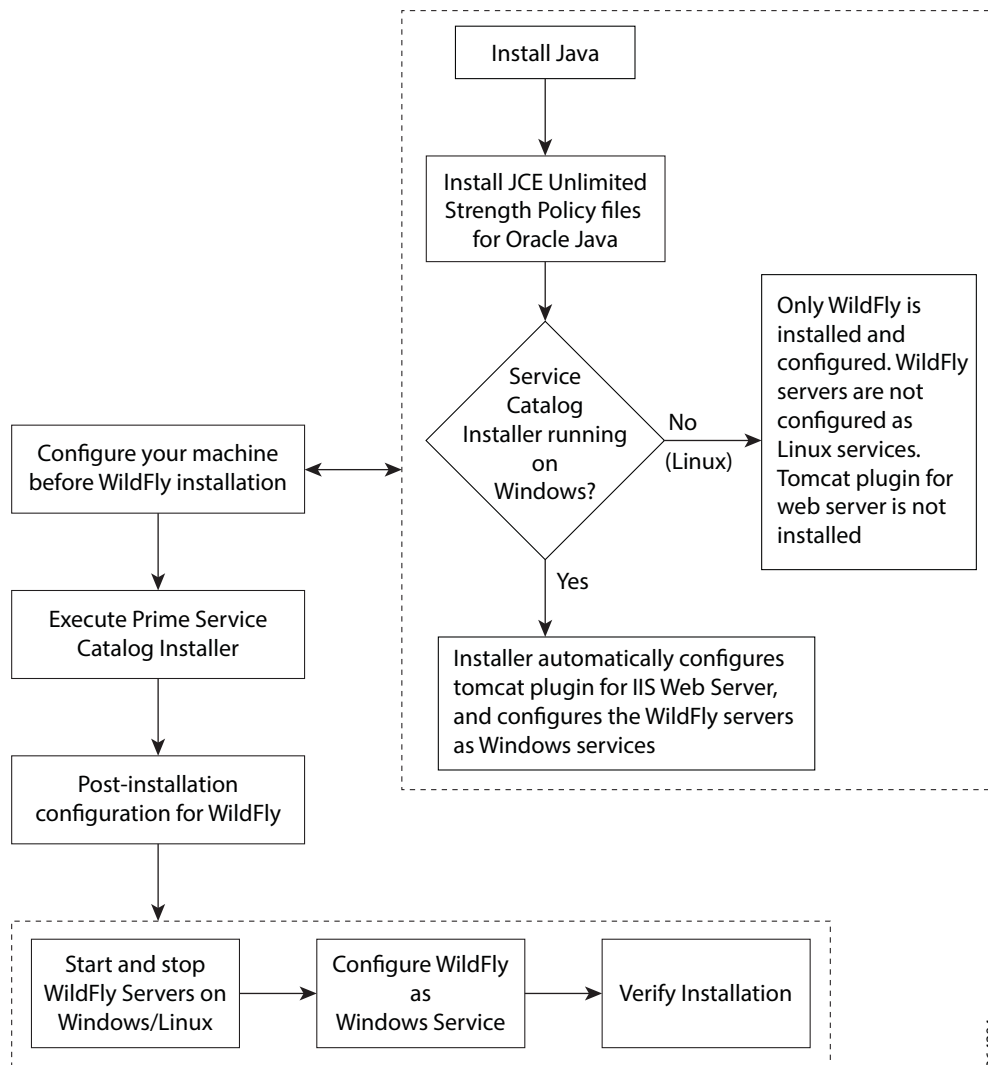 Install Java
Install JCE Unlimited
Strength Policy files
for Oracle Java
Service
Catalog
Installer running
on
Windows?
No
(Linux)
Only WildFly is
installed and
configured. WildFly
servers are not
configured as
Linux services.
Tomcat plugin for
web server is not
installed
Yes
Installer automatically configures
tomcat plugin for IIS Web Server,
and configures the WildFly servers
as Windows services
Configure your machine
before WildFly installation
Execute Prime Service
Catalog Installer
Post-installation
configuration for WildFly
Start and stop
WildFly Servers on
Windows/Linux
Configure WildFly
as
Windows Service
Verify Installation